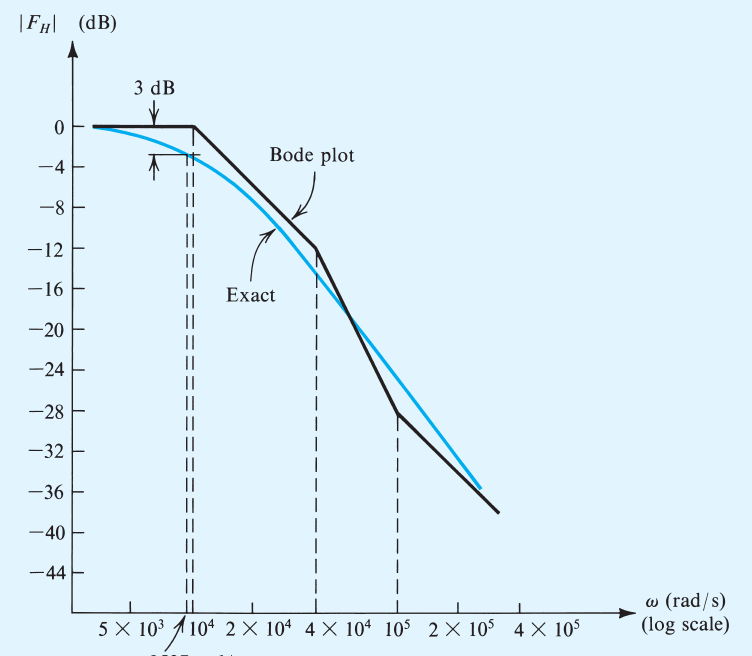 |F_H| (dB)
3 dB
0
−4
−8
−12
−16
−20
−24
−28
−32
−36
−40
−44
Bode plot
Exact
5 × 10³ 10⁴ 2 × 10⁴ 4 × 10⁴ 10⁵ 2 × 10⁵ 4 × 10⁵
ω (rad/s)
(log scale)